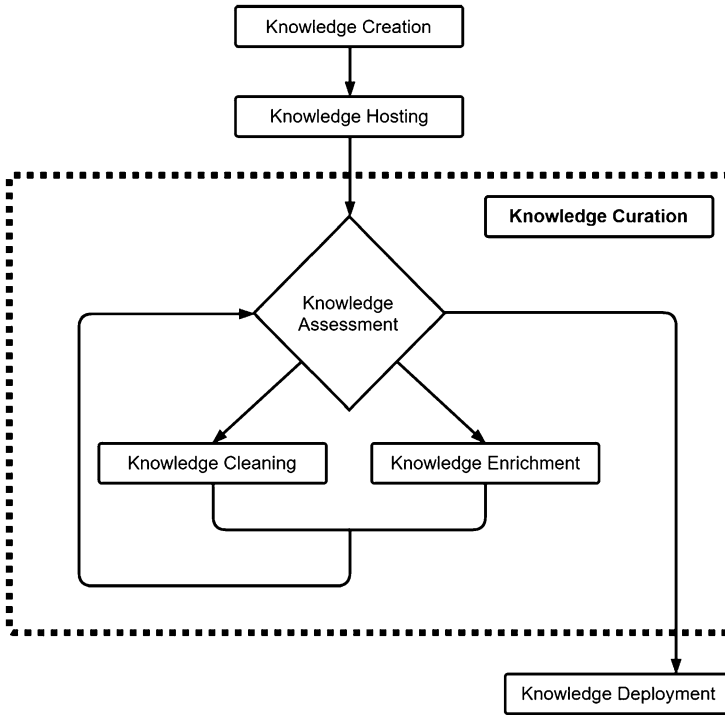 Knowledge Creation
Knowledge Hosting
Knowledge Curation
Knowledge
Assessment
Knowledge Cleaning
Knowledge Enrichment
Knowledge Deployment